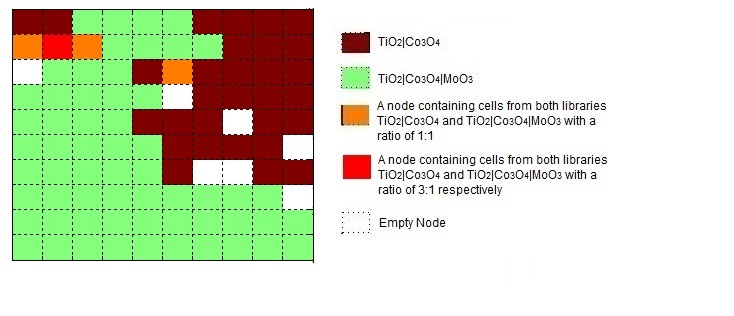 TiO2|Co3O4
TiO2|Co3O4|MoO3
A node containing cells from both libraries
TiO2|Co3O4 and TiO2|Co3O4|MoO3 with a
ratio of 1:1
A node containing cells from both libraries
TiO2|Co3O4 and TiO2|Co3O4|MoO3 with a
ratio of 3:1 respectively
Empty Node